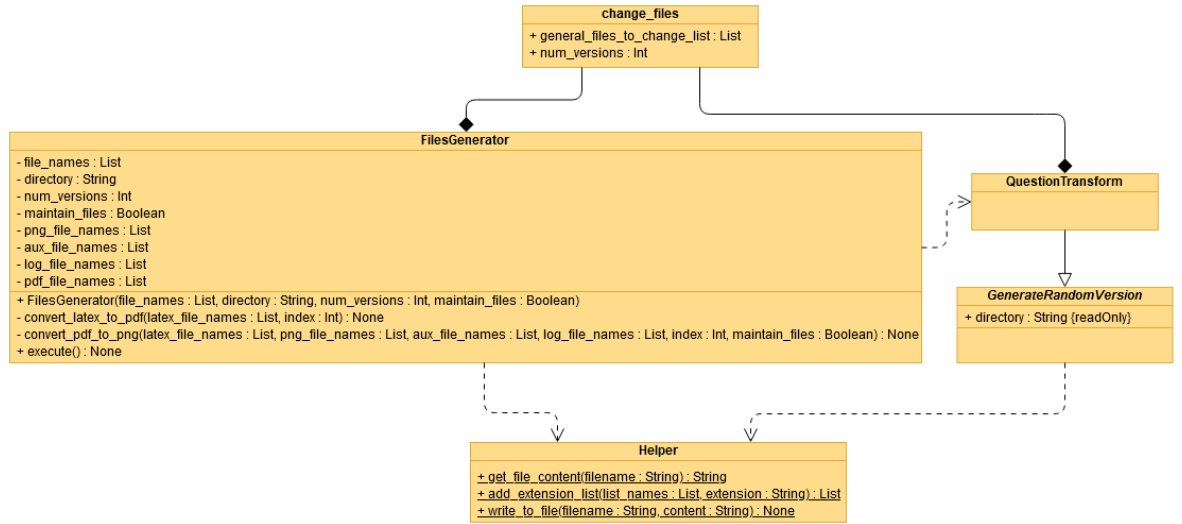 change_files
+ general_files_to_change_list : List
+ num_versions : Int
FilesGenerator
- file_names : List
- directory : String
- num_versions : Int
- maintain_files : Boolean
- png_file_names : List
- aux_file_names : List
- log_file_names : List
- pdf_file_names : List
+ FilesGenerator(file_names : List, directory : String, num_versions : Int, maintain_files : Boolean)
- convert_latex_to_pdf(latex_file_names : List, index : Int) : None
- convert_pdf_to_png(latex_file_names : List, png_file_names : List, aux_file_names : List, log_file_names : List, index : Int, maintain_files : Boolean) : None
+ execute() : None
QuestionTransform
GenerateRandomVersion
+ directory : String {readOnly}
Helper
+ get_file_content(filename : String) : String
+ add_extension_list(list_names : List, extension : String) : List
+ write_to_file(filename : String, content : String) : None